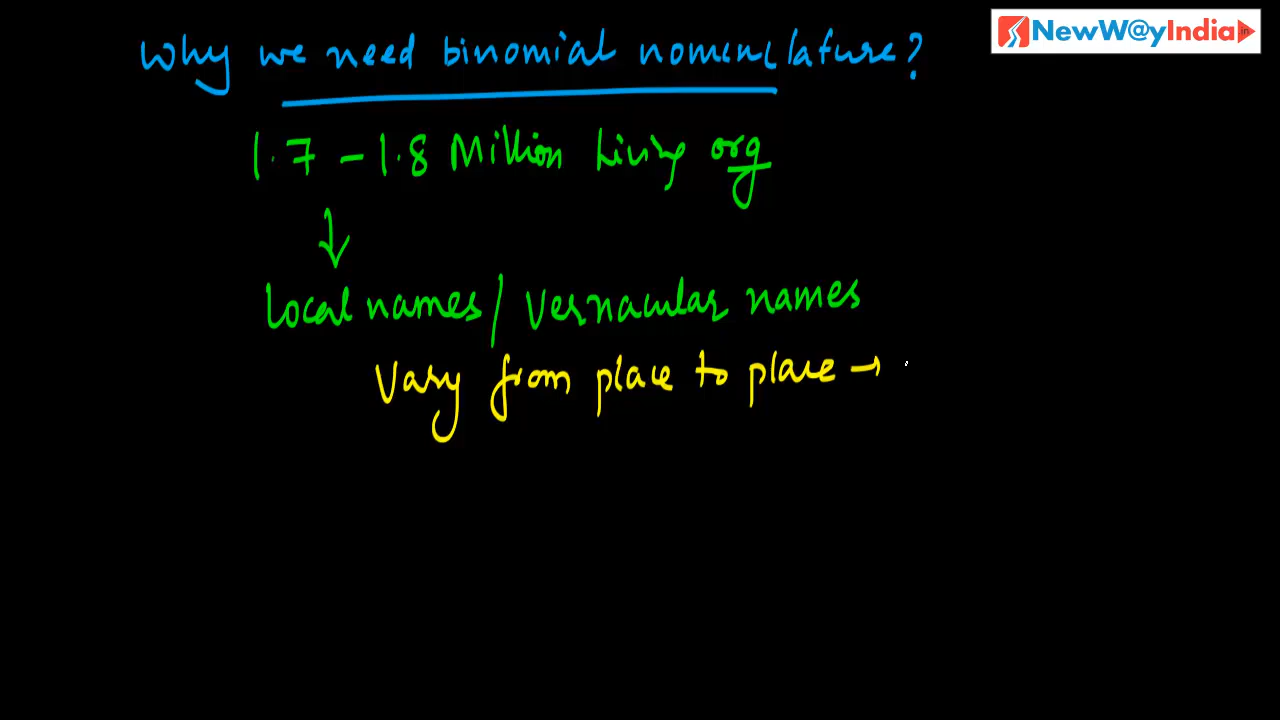 NewW@yIndia.in
Why we need binomial nomenclature?
1.7 - 1.8 Million Living org
↓
Local names / Vernacular names
Vary from place to place →